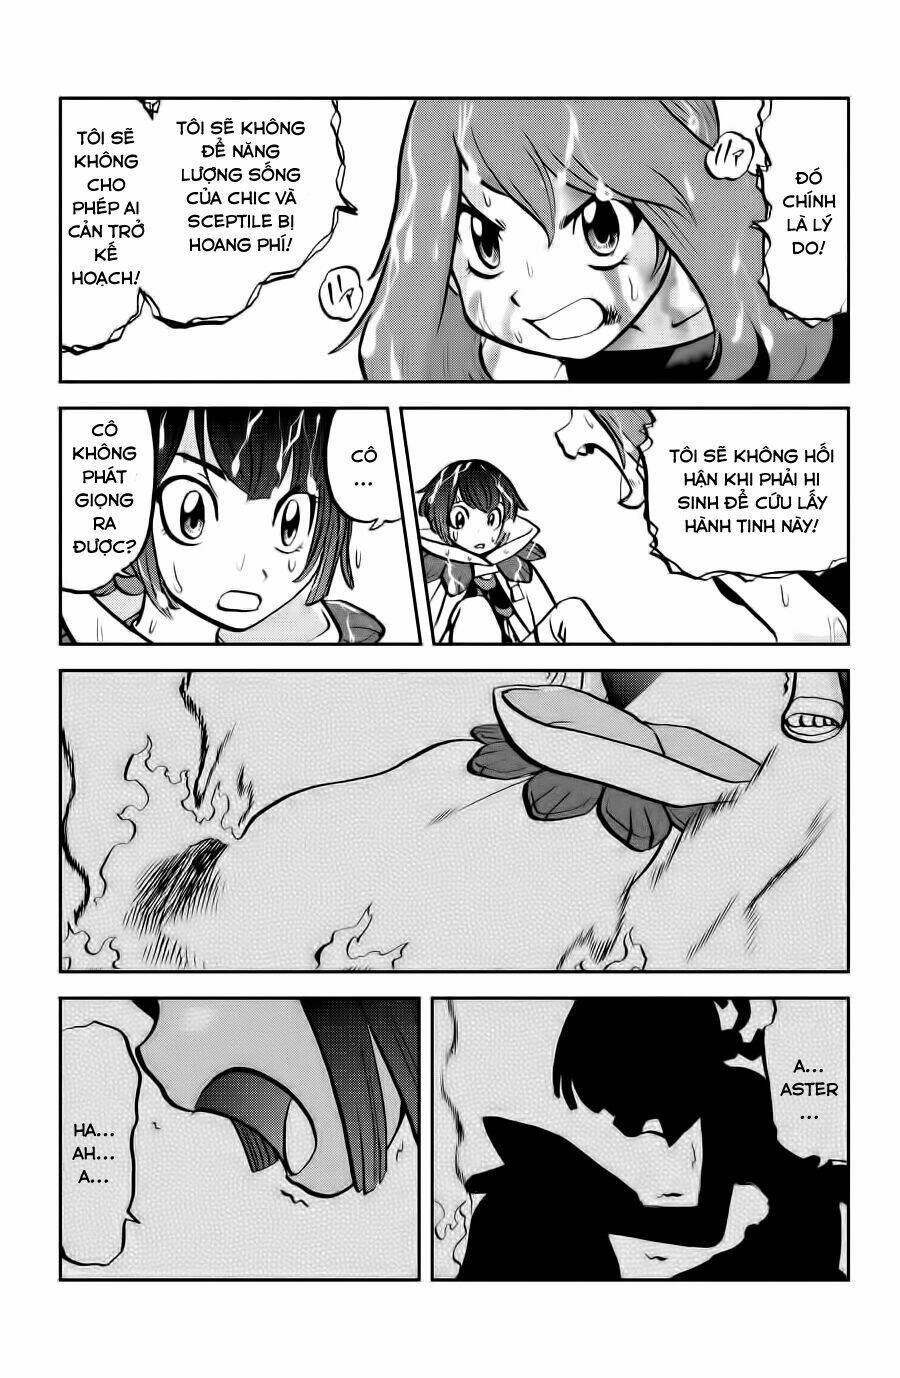 ĐÓ
CHÍNH
LÀ LÝ
DO!
TÔI SẼ KHÔNG
ĐỂ NĂNG
LƯỢNG SỐNG
CỦA CHIC VÀ
SCEPTILE BỊ
HOANG PHÍ!
TÔI SẼ
KHÔNG
CHO
PHÉP AI
CẢN TRỞ
KẾ
HOẠCH!
TÔI SẼ KHÔNG HỐI
HẬN KHI PHẢI HI
SINH ĐỂ CỨU LẤY
HÀNH TINH NÀY!
CÔ
...
CÔ
KHÔNG
PHÁT
GIỌNG
RA
ĐƯỢC?
A...
ASTER
...
HA...
AH...
A...